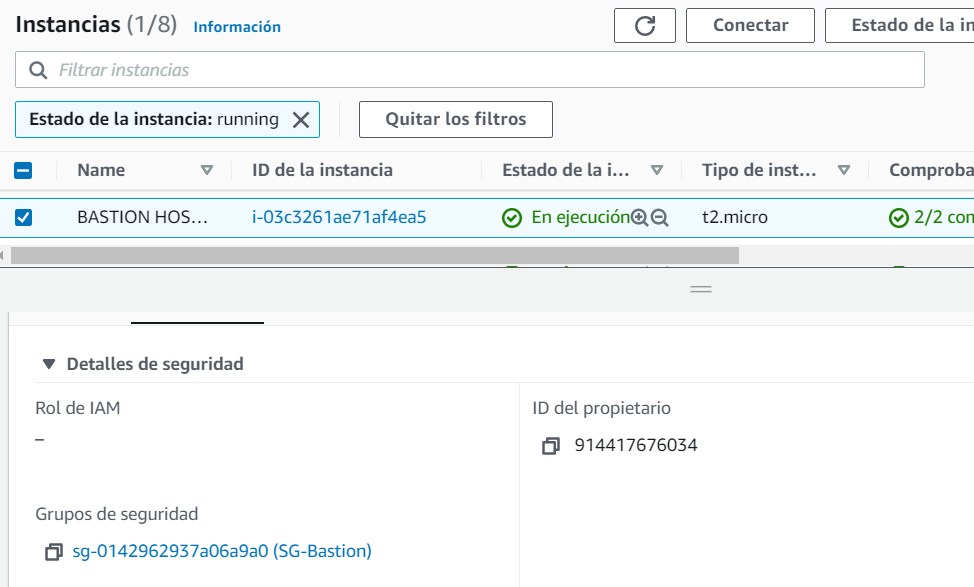 Instancias (1/8) Información
Conectar
Estado de la in
Filtrar instancias
Estado de la instancia: running
Quitar los filtros
Name ID de la instancia Estado de la i... Tipo de inst... Comproba
BASTION HOS... i-03c3261ae71af4ea5 En ejecución t2.micro 2/2 con
Detalles de seguridad
Rol de IAM
–
ID del propietario
914417676034
Grupos de seguridad
sg-0142962937a06a9a0 (SG-Bastion)